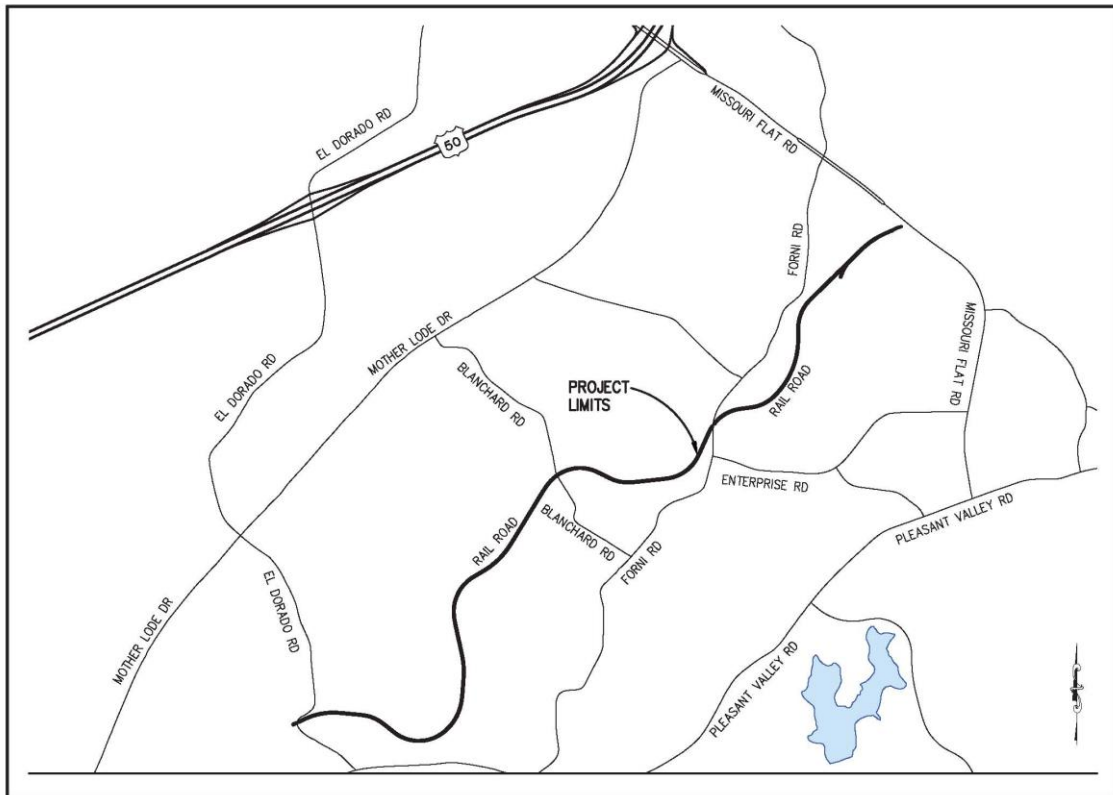 EL DORADO RD
50
MISSOURI FLAT RD
FORNI RD
MISSOURI FLAT RD
EL DORADO RD
MOTHER LODE DR
BLANCHARD RD
PROJECT
LIMITS
RAIL ROAD
ENTERPRISE RD
PLEASANT VALLEY RD
RAIL ROAD
BLANCHARD RD
FORNI RD
EL DORADO RD
MOTHER LODE DR
PLEASANT VALLEY RD